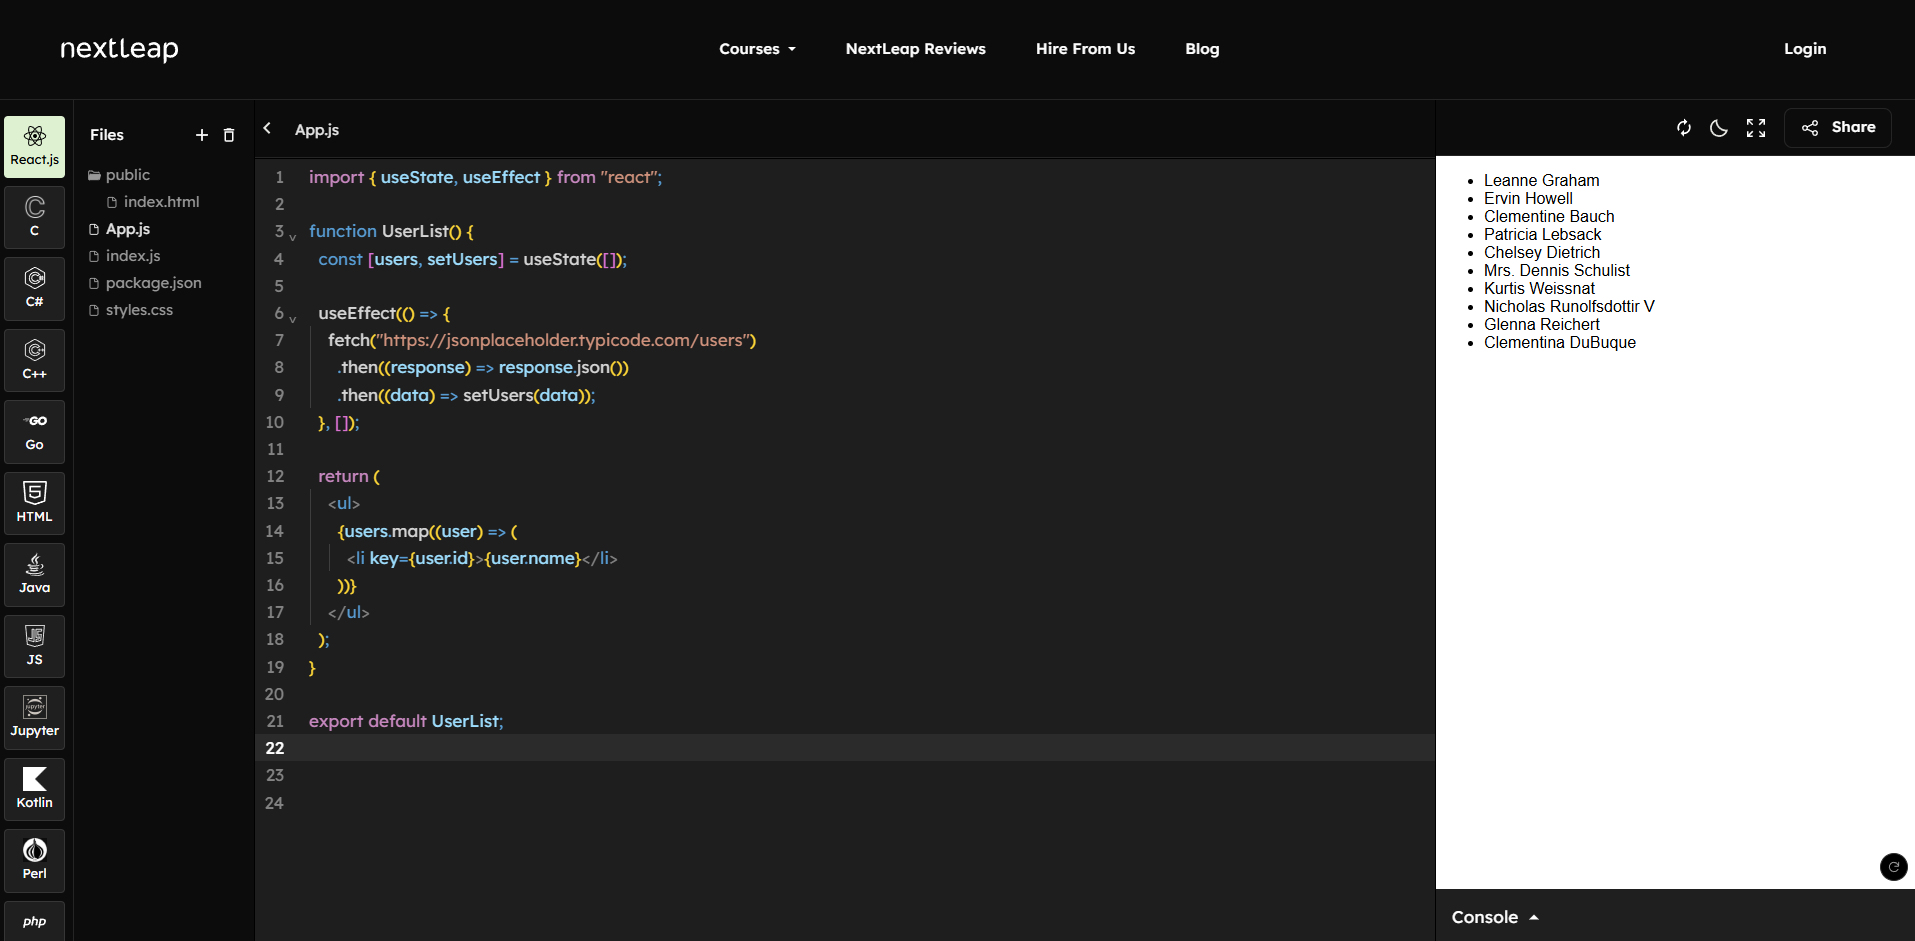 nextleap
Courses
NextLeap Reviews
Hire From Us
Blog
Login
React.js
C
C#
C++
Go
Go
HTML
Java
JS
JS
Jupyter
jupyter
Kotlin
Perl
php
Files
public
index.html
App.js
index.js
package.json
styles.css
App.js
1 import { useState, useEffect } from "react";
2
3 function UserList() {
4 const [users, setUsers] = useState([]);
5
6 useEffect(() => {
7 fetch("https://jsonplaceholder.typicode.com/users")
8 .then((response) => response.json())
9 .then((data) => setUsers(data));
10 }, []);
11
12 return (
13 <ul>
14 {users.map((user) => (
15 <li key={user.id}>{user.name}</li>
16 ))}
17 </ul>
18 );
19 }
20
21 export default UserList;
22
23
24
Share
Leanne Graham
Ervin Howell
Clementine Bauch
Patricia Lebsack
Chelsey Dietrich
Mrs. Dennis Schulist
Kurtis Weissnat
Nicholas Runolfsdottir V
Glenna Reichert
Clementina DuBuque
Console